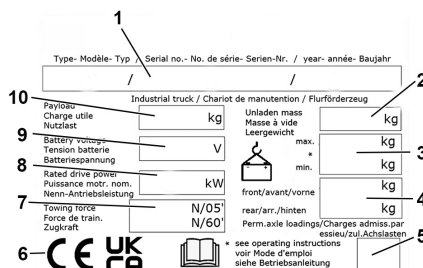 1
Type- Modèle- Typ / Serial no.- No. de série- Serien-Nr. / year- année- Baujahr
/ /
Industrial truck / Chariot de manutention / Flurförderzeug
10
Payload
Charge utile
Nutzlast
kg
Unladen mass
Masse à vide
Leergewicht
kg
2
9
Battery voltage
Tension batterie
Batteriespannung
V
max.
*
min.
kg
kg
3
8
Rated drive power
Puissance motr. nom.
Nenn-Antriebsleistung
kW
front/avant/vorne
kg
4
7
Towing force
Force de train.
Zugkraft
N/05'
N/60'
rear/arr./hinten
kg
Perm.axle loadings/Charges admiss.par
essieu/zul.Achslasten
6
CE
UK
CA
* see operating instructions
voir Mode d'emploi
siehe Betriebsanleitung
5